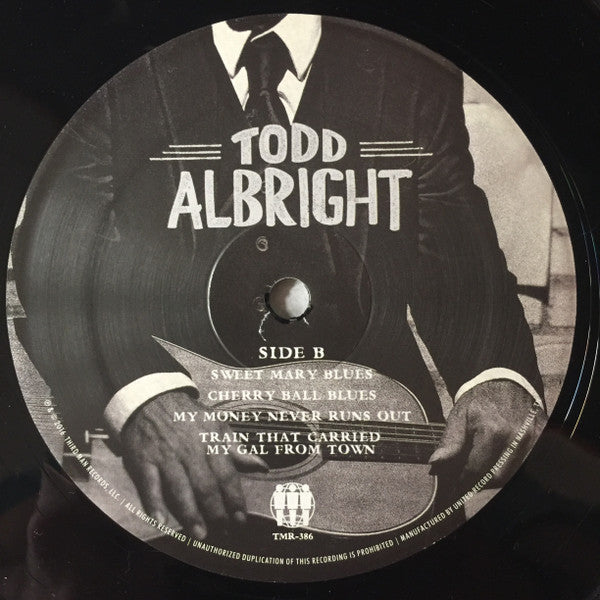 TODD
ALBRIGHT
SIDE B
SWEET MARY BLUES
CHERRY BALL BLUES
MY MONEY NEVER RUNS OUT
TRAIN THAT CARRIED
MY GAL FROM TOWN
TMR-386
℗ & © 2016 THIRD MAN RECORDS, LLC. | ALL RIGHTS RESERVED | UNAUTHORIZED DUPLICATION OF THIS RECORDING IS PROHIBITED | MANUFACTURED BY UNITED RECORD PRESSING IN NASHVILLE,